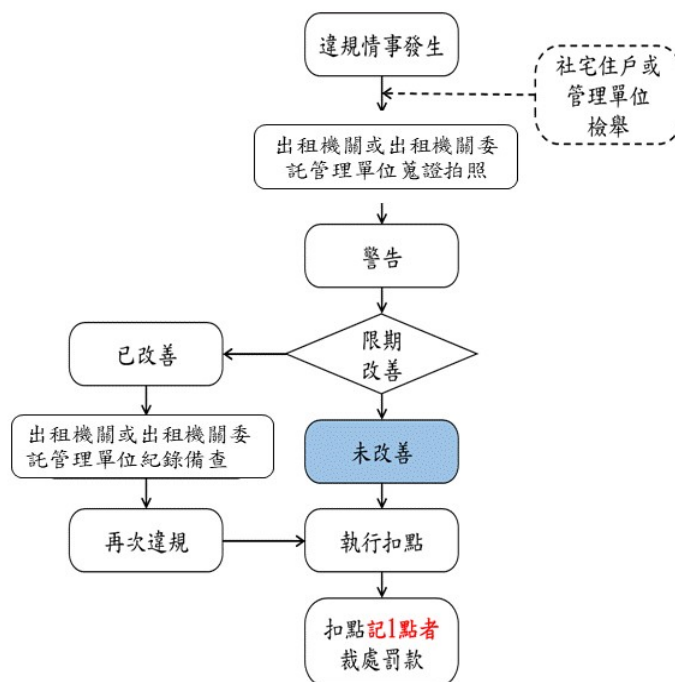 違規情事發生
社宅住戶或
管理單位
檢舉
出租機關或出租機關委
託管理單位蒐證拍照
警告
限期
改善
已改善
出租機關或出租機關委
託管理單位紀錄備查
未改善
再次違規
執行扣點
扣點記1點者
裁處罰款